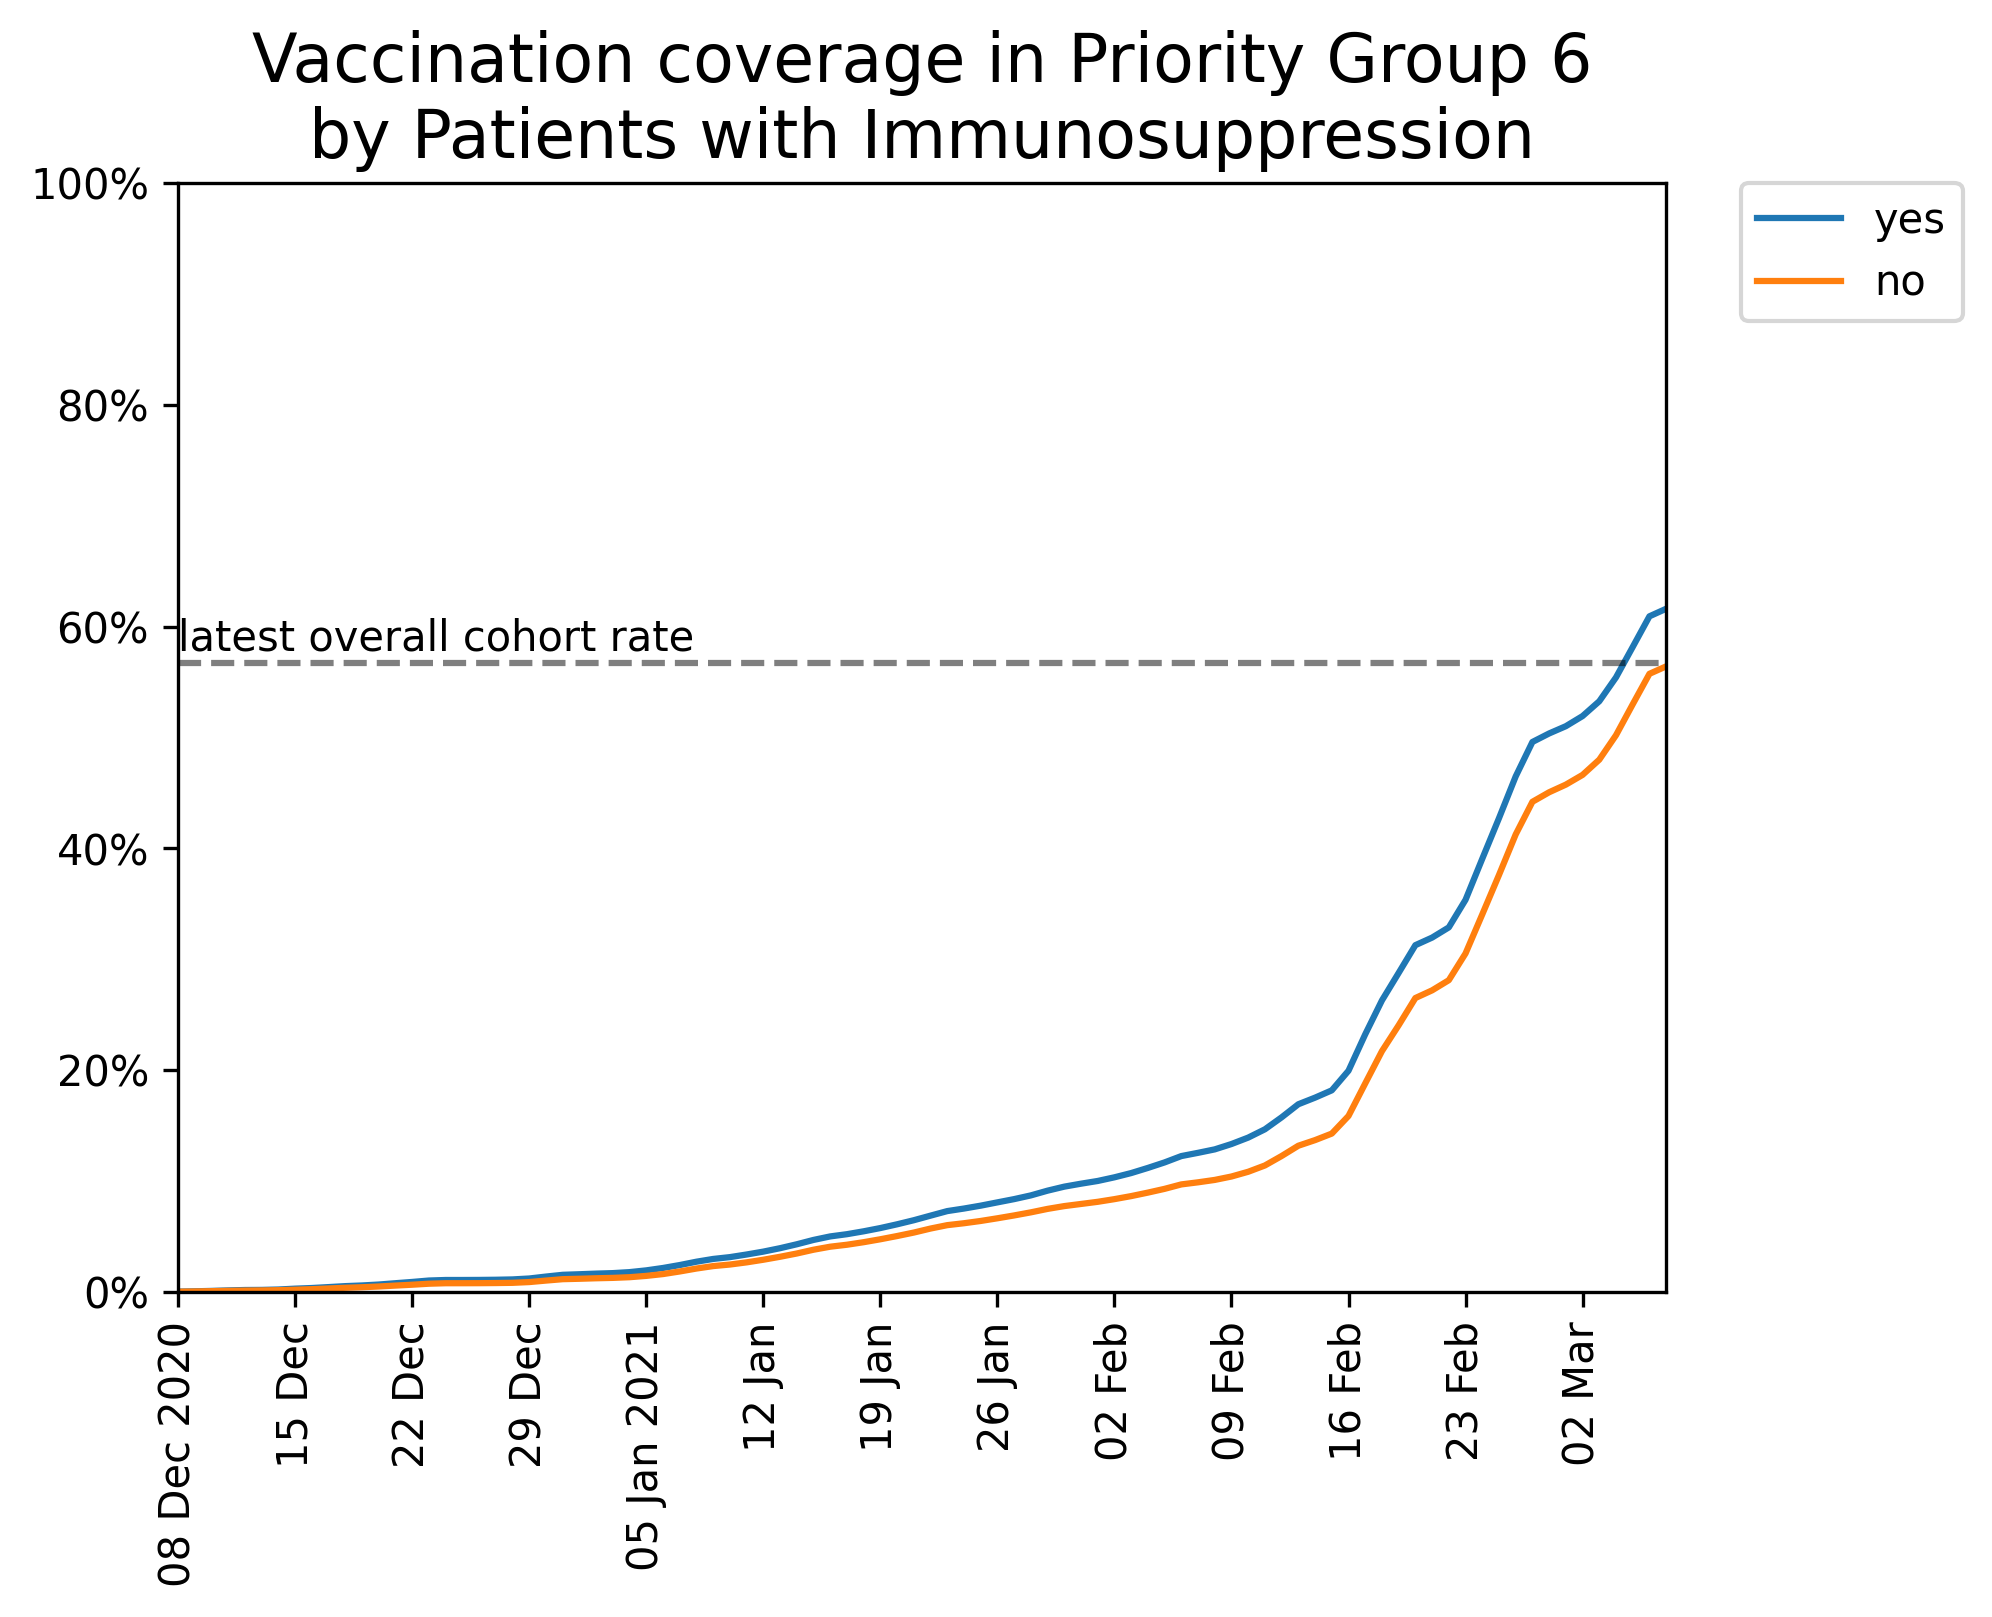 Vaccination coverage in Priority Group 6
by Patients with Immunosuppression
100%
80%
60%
40%
20%
0%
latest overall cohort rate
yes
no
08 Dec 2020
15 Dec
22 Dec
29 Dec
05 Jan 2021
12 Jan
19 Jan
26 Jan
02 Feb
09 Feb
16 Feb
23 Feb
02 Mar